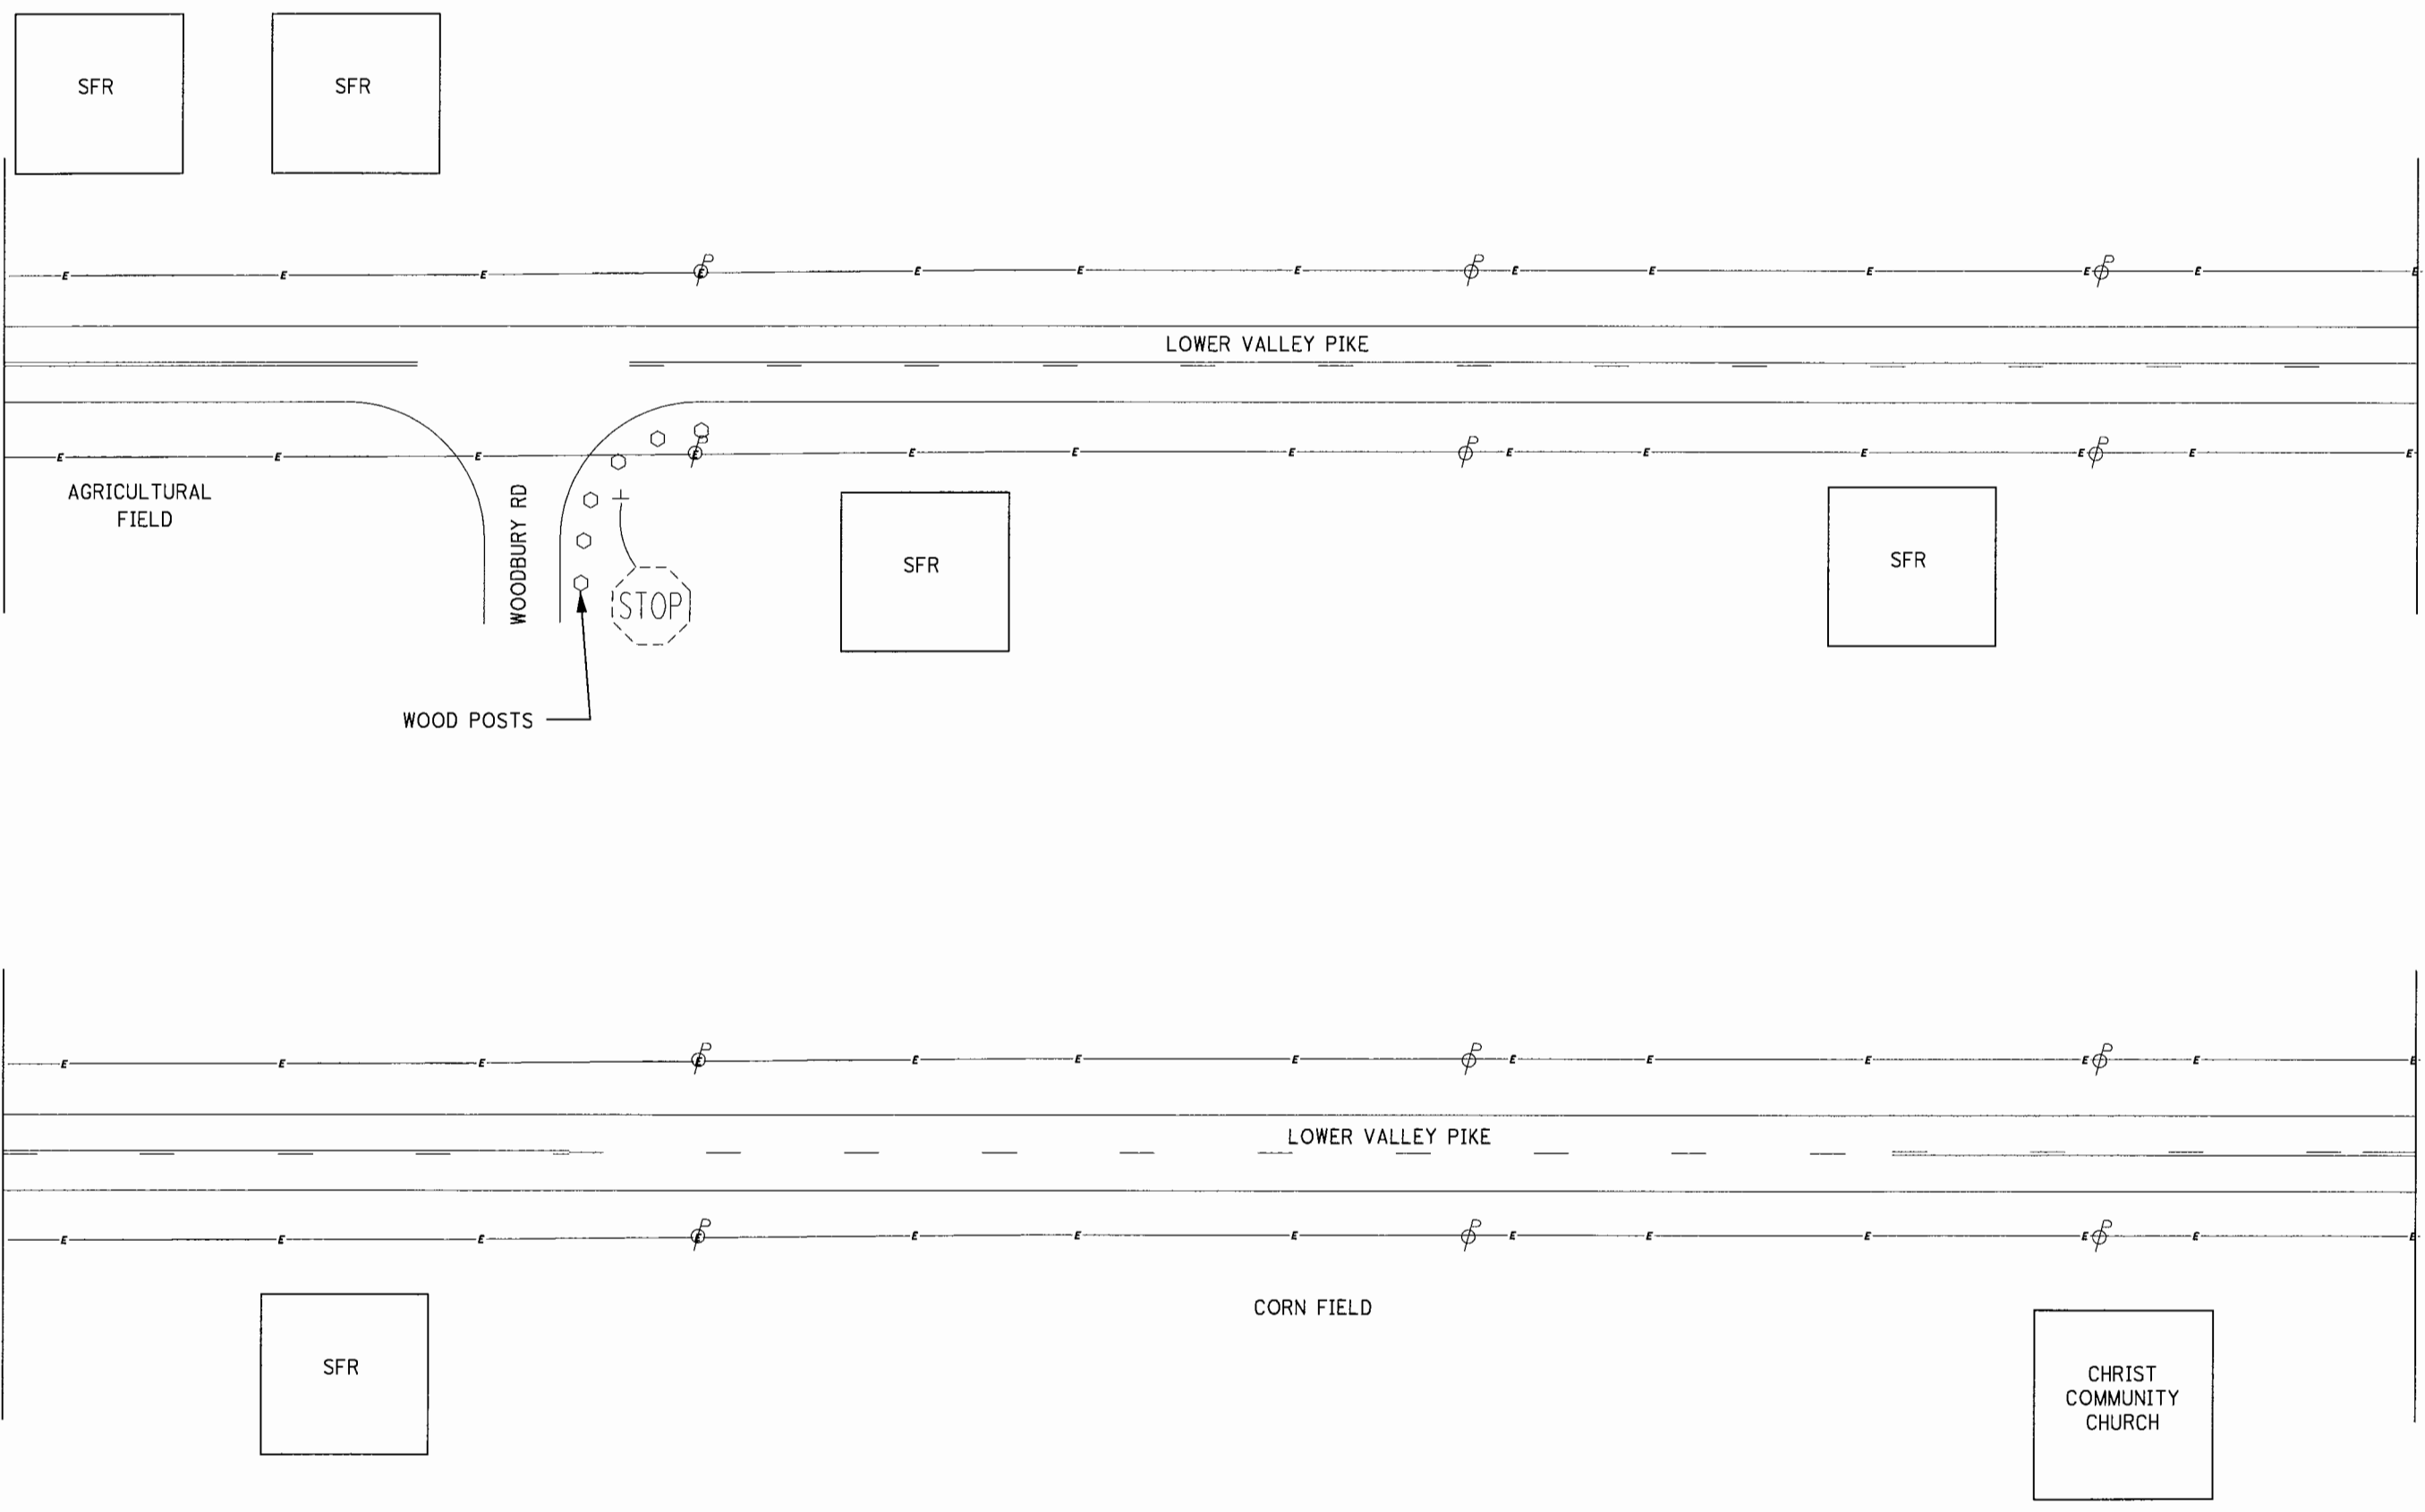 SFR
SFR
LOWER VALLEY PIKE
E E E E E E E E E E E E E
E E E E E E E E E E E E E
AGRICULTURAL
FIELD
WOODBURY RD
STOP
SFR
SFR
WOOD POSTS
E E E E E E E E E E E E E
LOWER VALLEY PIKE
E E E E E E E E E E E E E
CORN FIELD
SFR
CHRIST
COMMUNITY
CHURCH